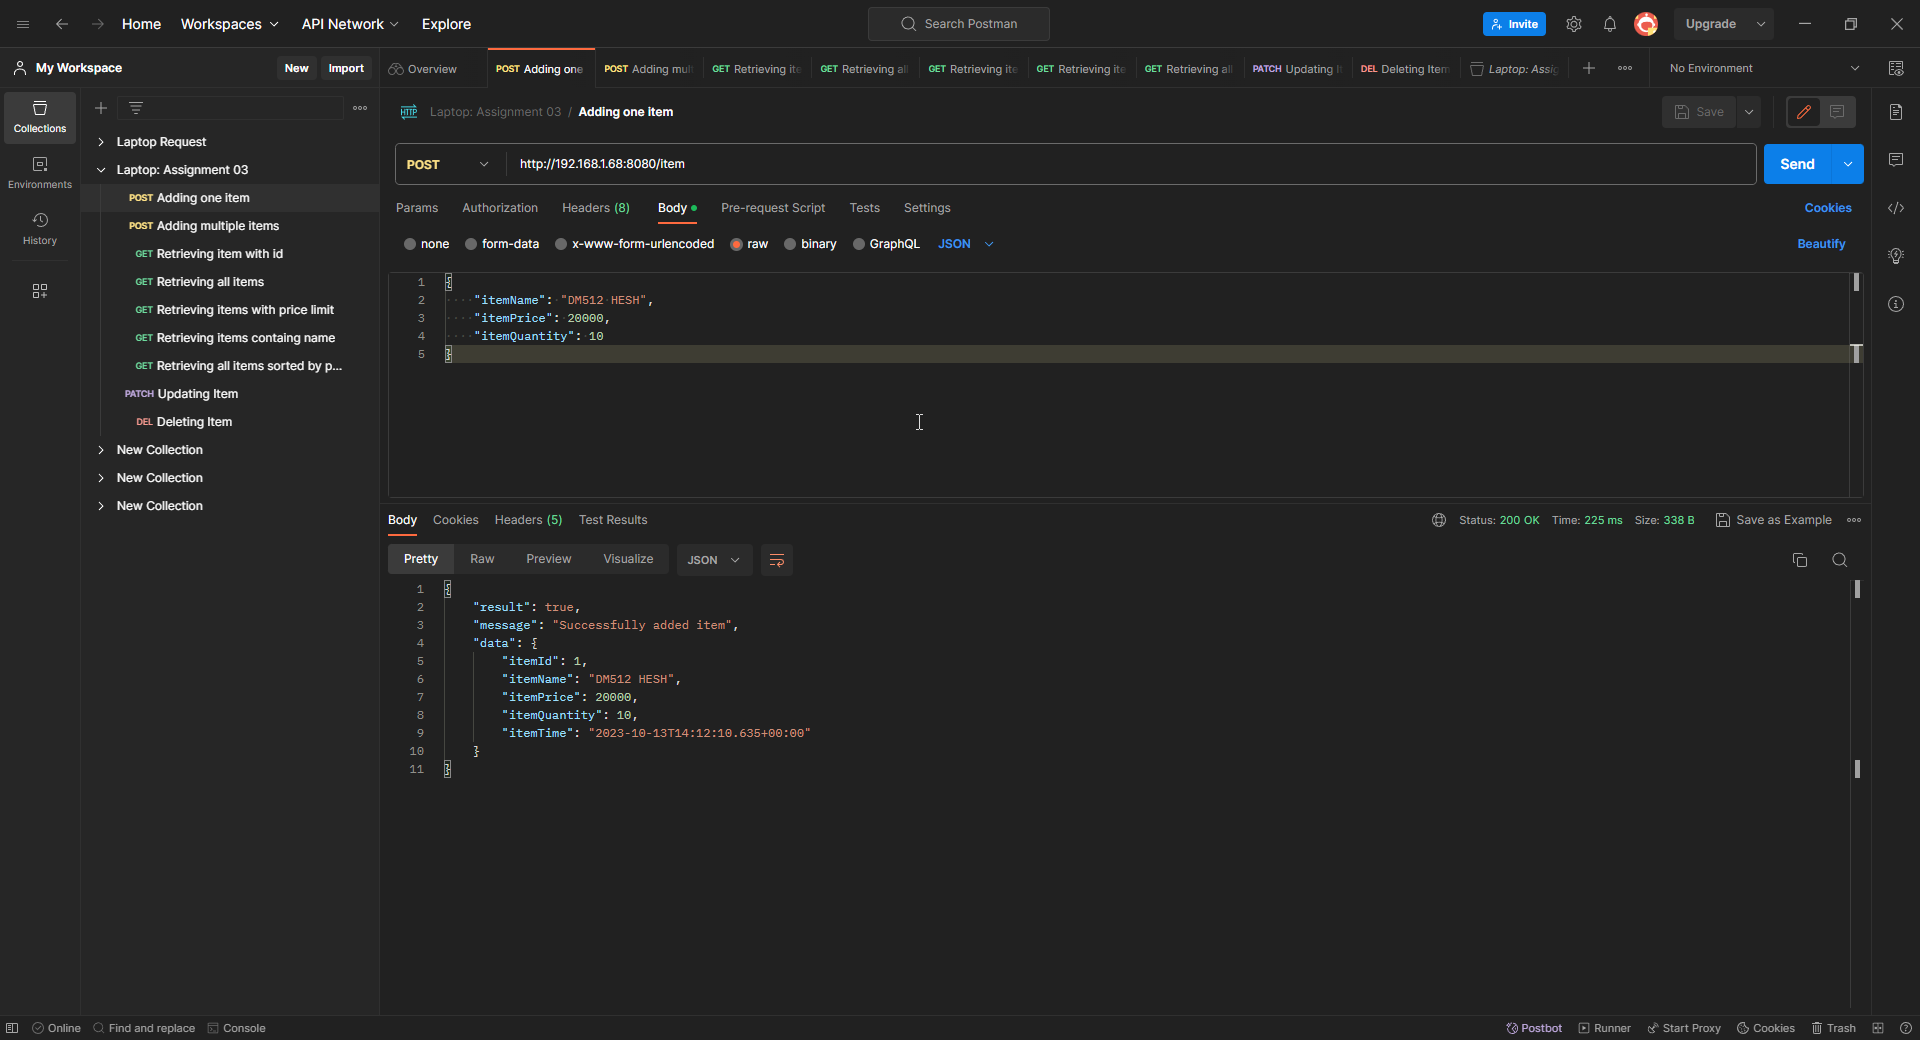 Home Workspaces API Network Explore Search Postman Invite Upgrade
My Workspace New Import Overview POST Adding one POST Adding mul GET Retrieving ite GET Retrieving al GET Retrieving ite GET Retrieving ite GET Retrieving al PATCH Updating I DEL Deleting Item Laptop: Assig No Environment
Collections
Environments
History
Laptop Request
Laptop: Assignment 03
POST Adding one item
POST Adding multiple items
GET Retrieving item with id
GET Retrieving all items
GET Retrieving items with price limit
GET Retrieving items containg name
GET Retrieving all items sorted by p...
PATCH Updating Item
DEL Deleting Item
New Collection
New Collection
New Collection
HTTP Laptop: Assignment 03 / Adding one item Save
POST http://192.168.1.68:8080/item Send
Params Authorization Headers (8) Body Pre-request Script Tests Settings Cookies
none form-data x-www-form-urlencoded raw binary GraphQL JSON Beautify
1 {
2 "itemName": "DM512 HESH",
3 "itemPrice": 20000,
4 "itemQuantity": 10
5 }
Body Cookies Headers (5) Test Results Status: 200 OK Time: 225 ms Size: 338 B Save as Example
Pretty Raw Preview Visualize JSON
1 {
2 "result": true,
3 "message": "Successfully added item",
4 "data": {
5 "itemId": 1,
6 "itemName": "DM512 HESH",
7 "itemPrice": 20000,
8 "itemQuantity": 10,
9 "itemTime": "2023-10-13T14:12:10.635+00:00"
10 }
11 }
Online Find and replace Console Postbot Runner Start Proxy Cookies Trash